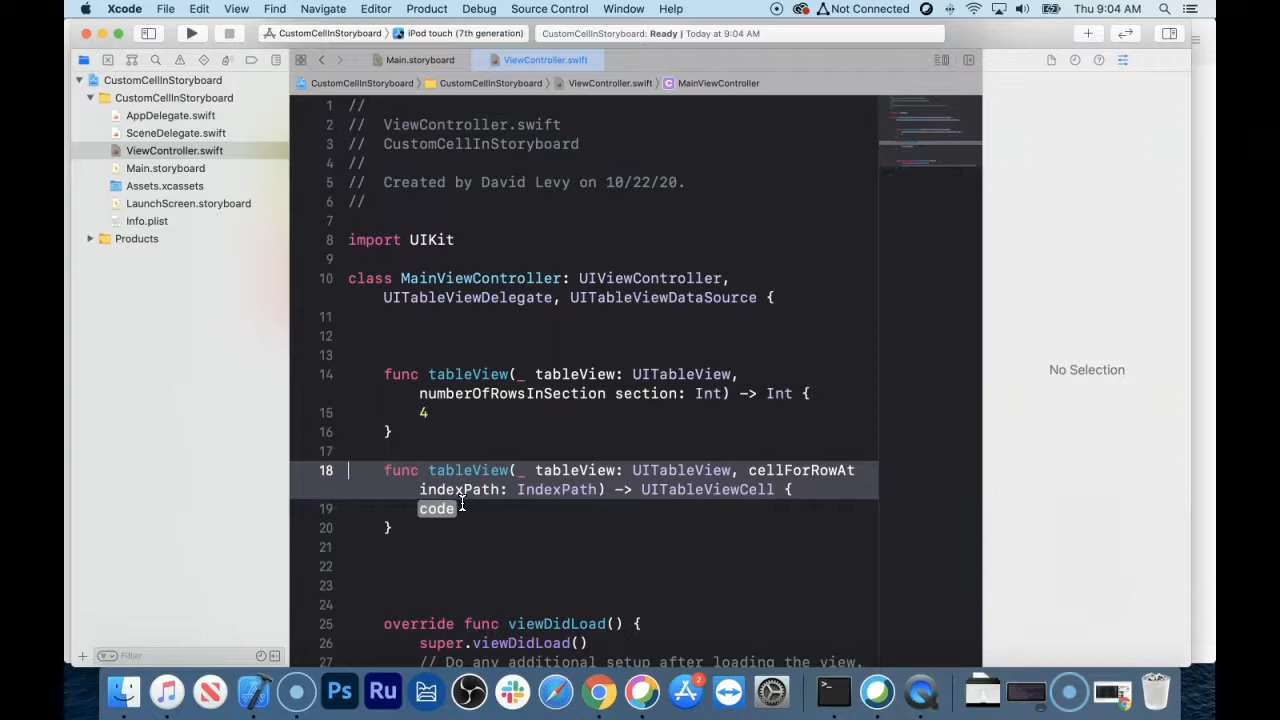 Xcode File Edit View Find Navigate Editor Product Debug Source Control Window Help Not Connected Thu 9:04 AM
CustomCellInStoryboard iPod touch (7th generation) CustomCellInStoryboard: Ready | Today at 9:04 AM
Main.storyboard ViewController.swift
CustomCellInStoryboard CustomCellInStoryboard ViewController.swift C MainViewController
CustomCellInStoryboard
CustomCellInStoryboard
AppDelegate.swift
SceneDelegate.swift
ViewController.swift
Main.storyboard
Assets.xcassets
LaunchScreen.storyboard
Info.plist
Products
Filter
1 //
2 // ViewController.swift
3 // CustomCellInStoryboard
4 //
5 // Created by David Levy on 10/22/20.
6 //
7
8 import UIKit
9
10 class MainViewController: UIViewController,
UITableViewDelegate, UITableViewDataSource {
11
12
13
14 func tableView(_ tableView: UITableView,
numberOfRowsInSection section: Int) -> Int {
15 4
16 }
17
18 func tableView(_ tableView: UITableView, cellForRowAt
indexPath: IndexPath) -> UITableViewCell {
19 code
20 }
21
22
23
24
25 override func viewDidLoad() {
26 super.viewDidLoad()
27 // Do any additional setup after loading the view.
No Selection
Ps Ru 2